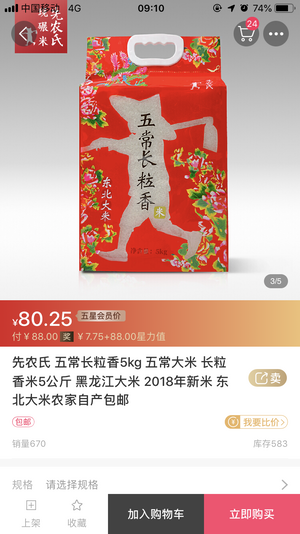 中国移动 4G 09:10 74%
先农氏
现碾米
24
五常长粒香
米
东北大米
3/5
¥80.25 五星会员价
付¥88.00 奖 ¥7.75+88.00星力值
先农氏 五常长粒香5kg 五常大米 长粒
香米5公斤 黑龙江大米 2018年新米 东
北大米农家自产包邮
卖
包邮
我要比价>
销量670
库存583
规格 请选择规格
上架
收藏
加入购物车
立即购买